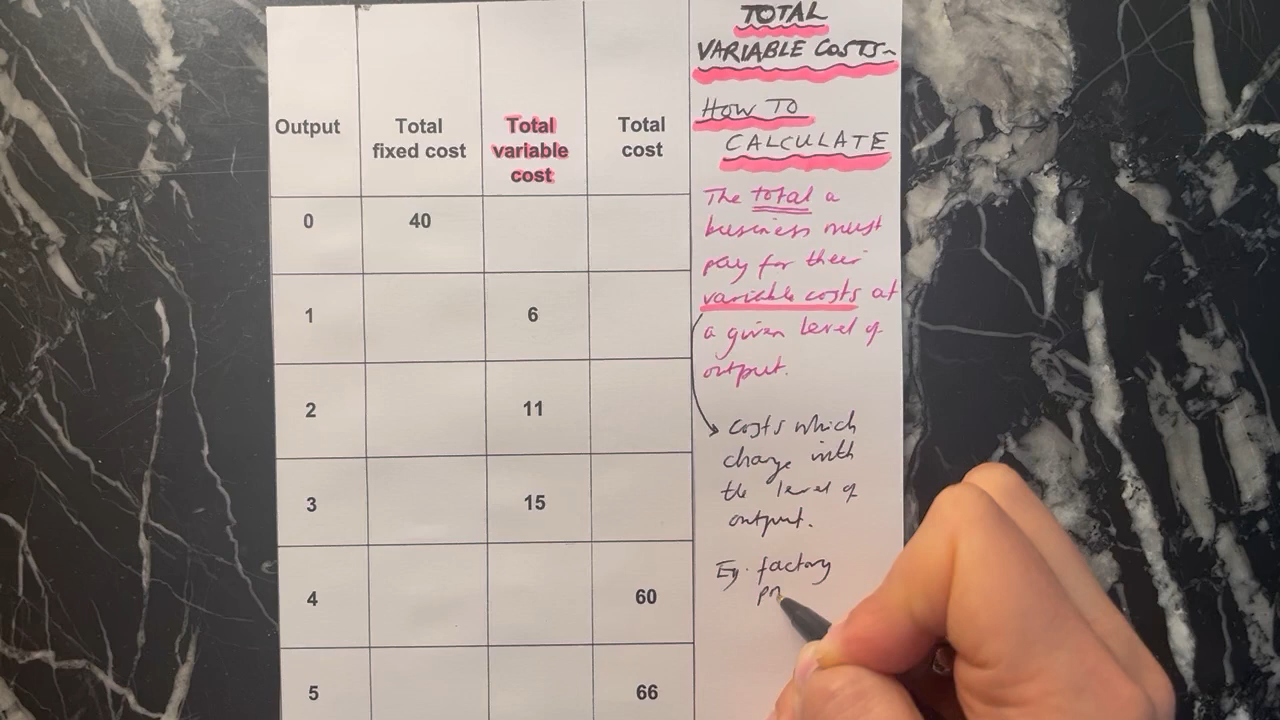 Output
Total fixed cost
Total variable cost
Total cost
0 40
1 6
2 11
3 15
4 60
5 66
TOTAL
VARIABLE COSTS
HOW TO
CALCULATE
The total a
business must
pay for their
variable costs at
a given level of
output.
costs which
change with
the level of
output.
Eg. factory